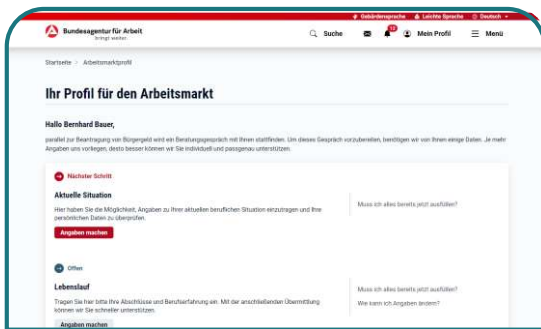 Gebärdensprache Leichte Sprache Deutsch
Bundesagentur für Arbeit
bringt weiter.
Suche Mein Profil Menü
Startseite > Arbeitsmarktprofil
Ihr Profil für den Arbeitsmarkt
Hallo Bernhard Bauer,
parallel zur Beantragung von Bürgergeld wird ein Beratungsgespräch mit Ihnen stattfinden. Um dieses Gespräch vorzubereiten, benötigen wir von Ihnen einige Daten. Je mehr
Angaben uns vorliegen, desto besser können wir Sie individuell und passgenau unterstützen.
Nächster Schritt
Aktuelle Situation
Muss ich alles bereits jetzt ausfüllen?
Hier haben Sie die Möglichkeit, Angaben zu Ihrer aktuellen beruflichen Situation einzutragen und Ihre
persönlichen Daten zu überprüfen.
Angaben machen
Offen
Lebenslauf
Muss ich alles bereits jetzt ausfüllen?
Tragen Sie hier bitte Ihre Abschlüsse und Berufserfahrung ein. Mit der anschließenden Übermittlung
können wir Sie schneller unterstützen.
Wie kann ich Angaben ändern?
Angaben machen